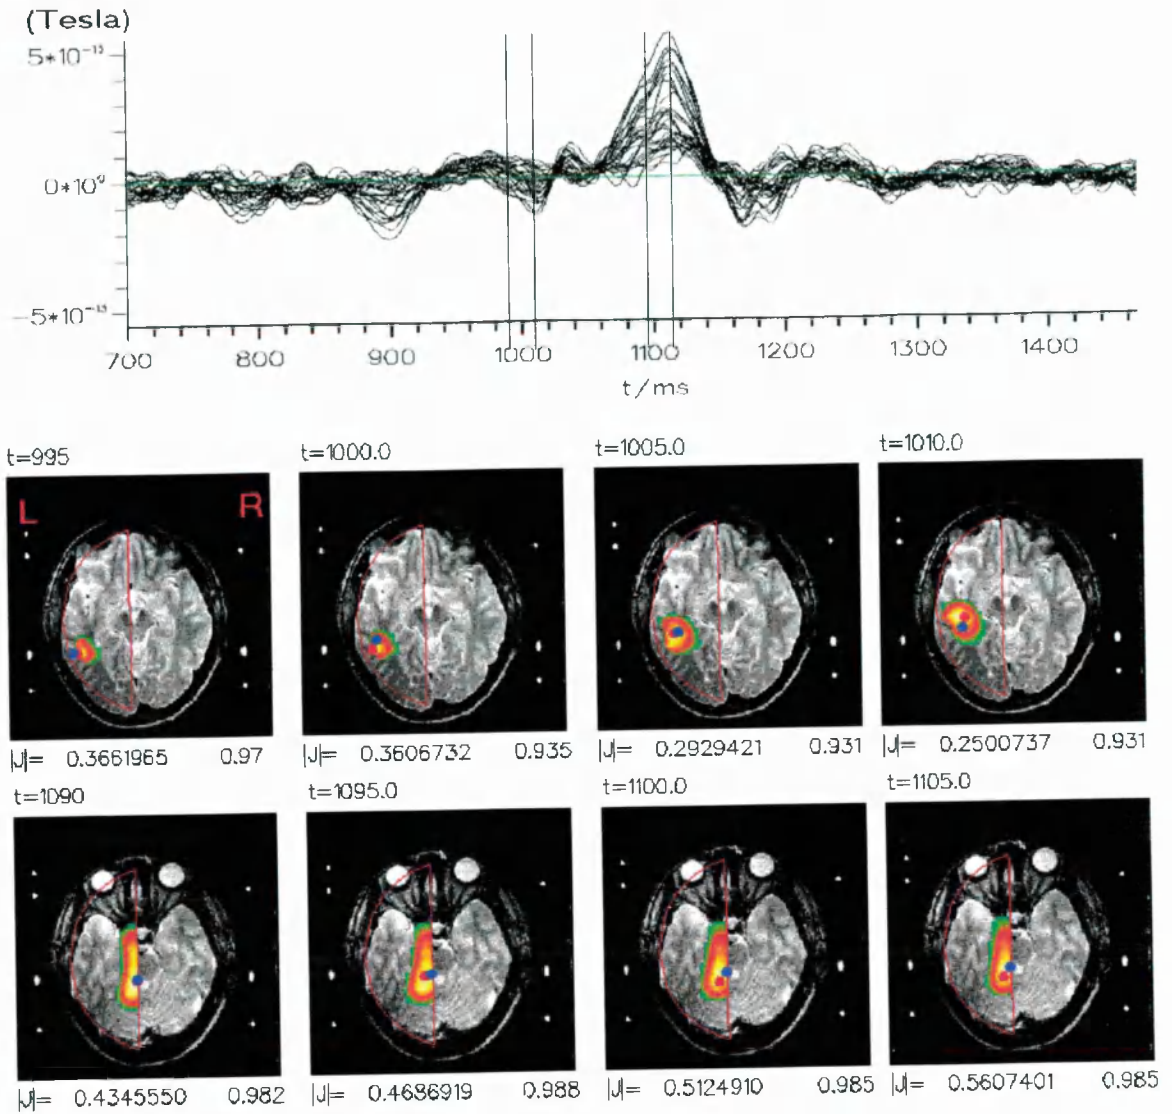 (Tesla)
5*10⁻¹³
0*10⁰
-5*10⁻¹³
700 800 900 1000 1100 1200 1300 1400
t/ms
t=995 t=1000.0 t=1005.0 t=1010.0
L R
|J|= 0.3661985 0.97 |J|= 0.3606732 0.935 |J|= 0.2929421 0.931 |J|= 0.2500737 0.931
t=1090 t=1095.0 t=1100.0 t=1105.0
|J|= 0.4345550 0.982 |J|= 0.4686919 0.988 |J|= 0.5124910 0.985 |J|= 0.5607401 0.985